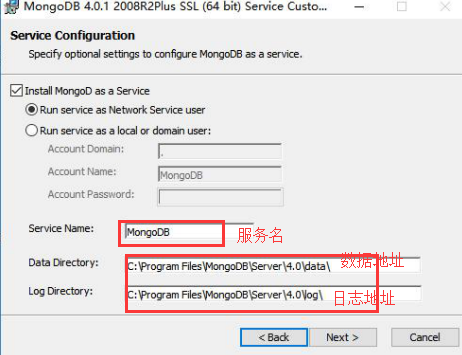 MongoDB 4.0.1 2008R2Plus SSL (64 bit) Service Custo...
Service Configuration
Specify optional settings to configure MongoDB as a service.
Install MongoD as a Service
Run service as Network Service user
Run service as a local or domain user:
Account Domain:
.
Account Name:
MongoDB
Account Password:
Service Name:
MongoDB
服务名
Data Directory:
C:\Program Files\MongoDB\Server\4.0\data\
数据地址
Log Directory:
C:\Program Files\MongoDB\Server\4.0\log\
日志地址
< Back
Next >
Cancel